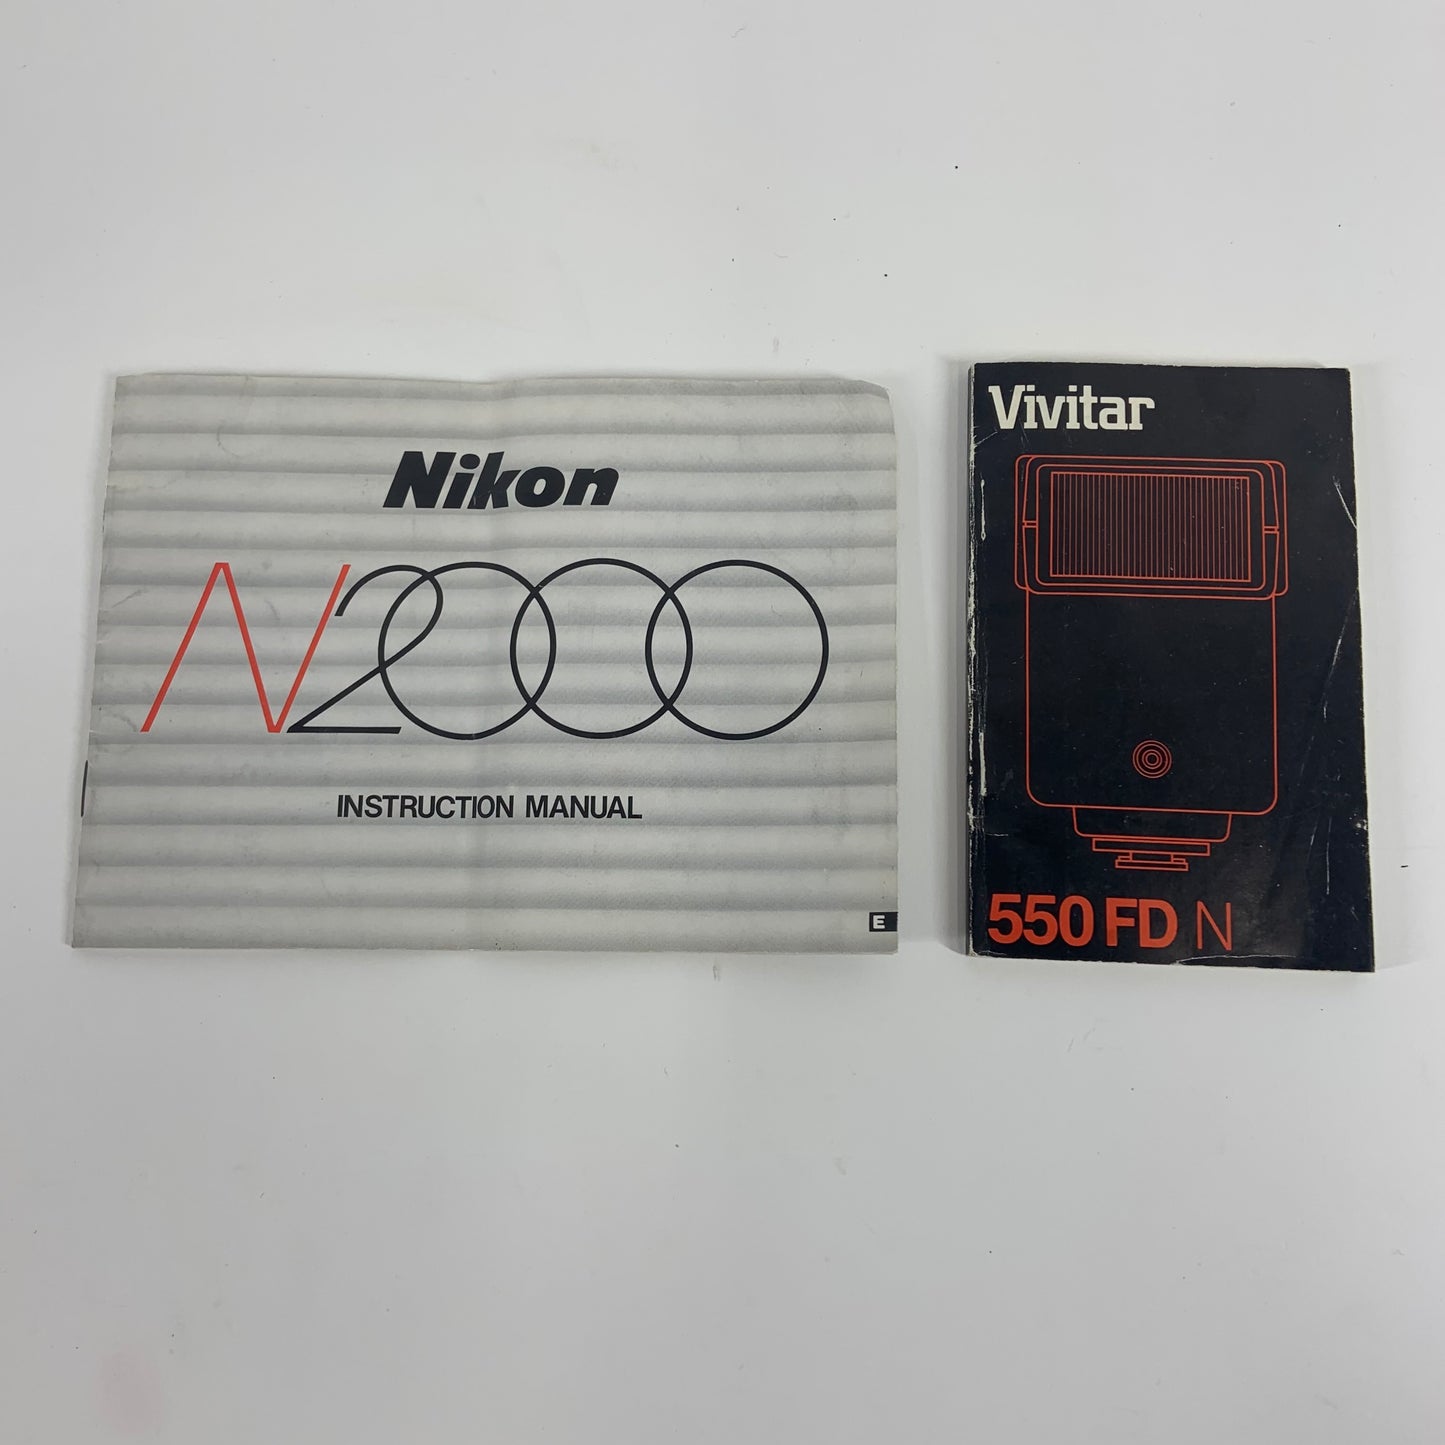 Nikon
N2000
INSTRUCTION MANUAL
E
Vivitar
550 FD N